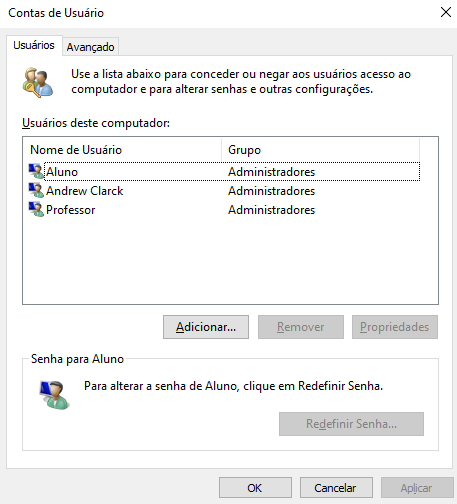 Contas de Usuário
Usuários Avançado
Use a lista abaixo para conceder ou negar aos usuários acesso ao
computador e para alterar senhas e outras configurações.
Usuários deste computador:
Nome de Usuário Grupo
Aluno Administradores
Andrew Clarck Administradores
Professor Administradores
Adicionar... Remover Propriedades
Senha para Aluno
Para alterar a senha de Aluno, clique em Redefinir Senha.
Redefinir Senha...
OK Cancelar Aplicar